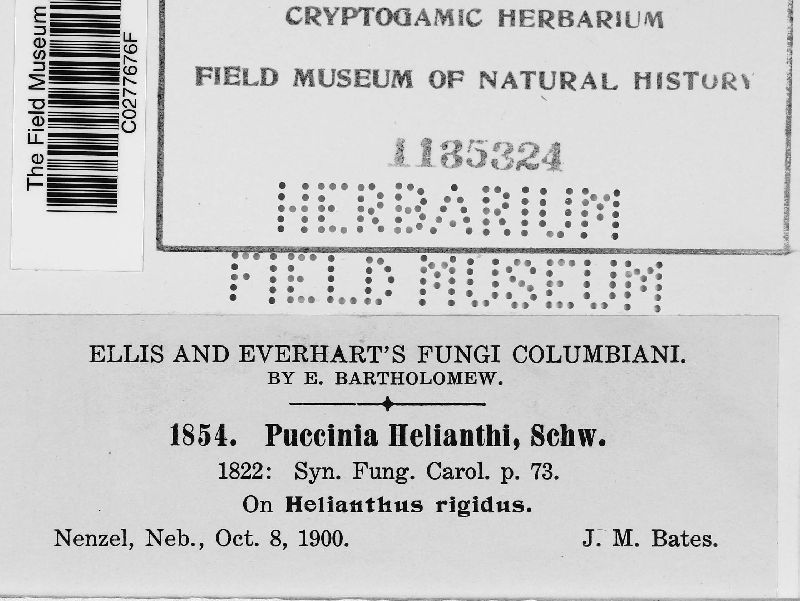 The Field Museum
C0277676F
CRYPTOGAMIC HERBARIUM
FIELD MUSEUM OF NATURAL HISTORY
1135324
HERBARIUM
FIELD MUSEUM
ELLIS AND EVERHART'S FUNGI COLUMBIANI.
BY E. BARTHOLOMEW.
1854. Puccinia Helianthi, Schw.
1822: Syn. Fung. Carol. p. 73.
On Helianthus rigidus.
Nenzel, Neb., Oct. 8, 1900. J. M. Bates.